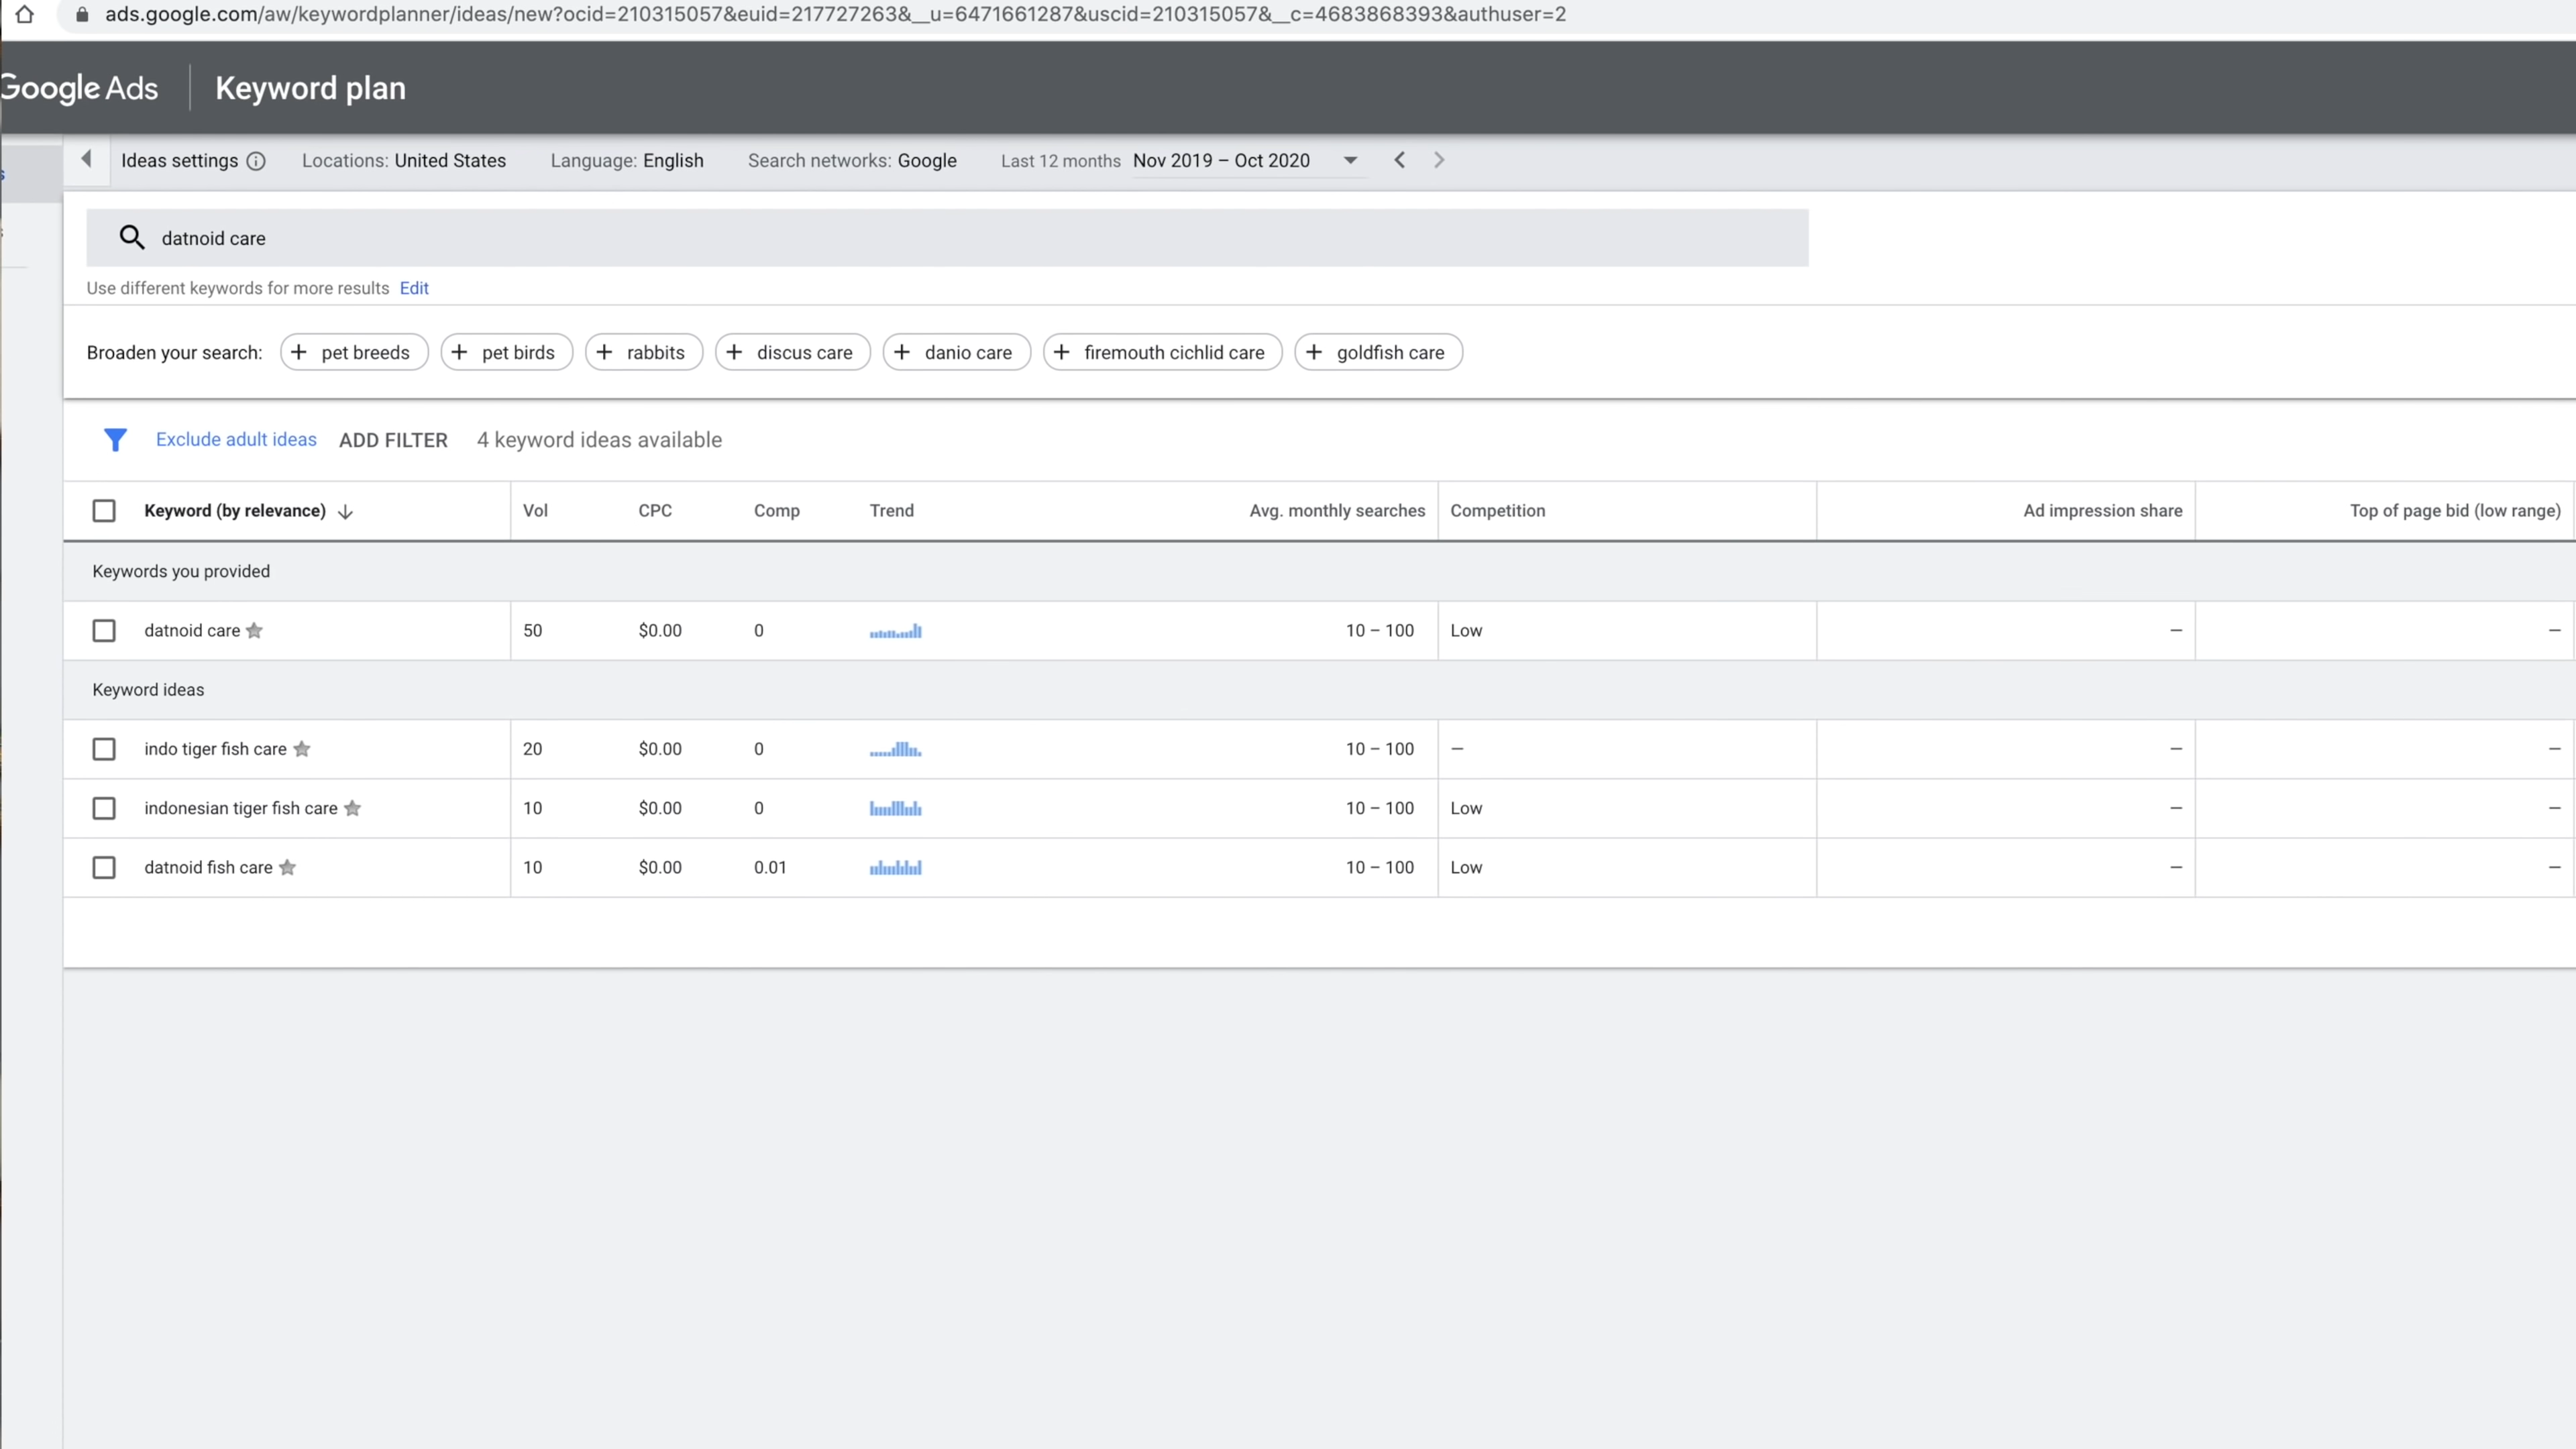 ads.google.com/aw/keywordplanner/ideas/new?ocid=210315057&euid=217727263&__u=6471661287&uscid=210315057&__c=4683868393&authuser=2
Google Ads Keyword plan
Ideas settings Locations: United States Language: English Search networks: Google Last 12 months Nov 2019 – Oct 2020
datnoid care
Use different keywords for more results Edit
Broaden your search: + pet breeds + pet birds + rabbits + discus care + danio care + firemouth cichlid care + goldfish care
Exclude adult ideas ADD FILTER 4 keyword ideas available
Keyword (by relevance) Vol CPC Comp Trend Avg. monthly searches Competition Ad impression share Top of page bid (low range)
Keywords you provided
datnoid care 50 $0.00 0 10 – 100 Low – –
Keyword ideas
indo tiger fish care 20 $0.00 0 10 – 100 – – –
indonesian tiger fish care 10 $0.00 0 10 – 100 Low – –
datnoid fish care 10 $0.00 0.01 10 – 100 Low – –